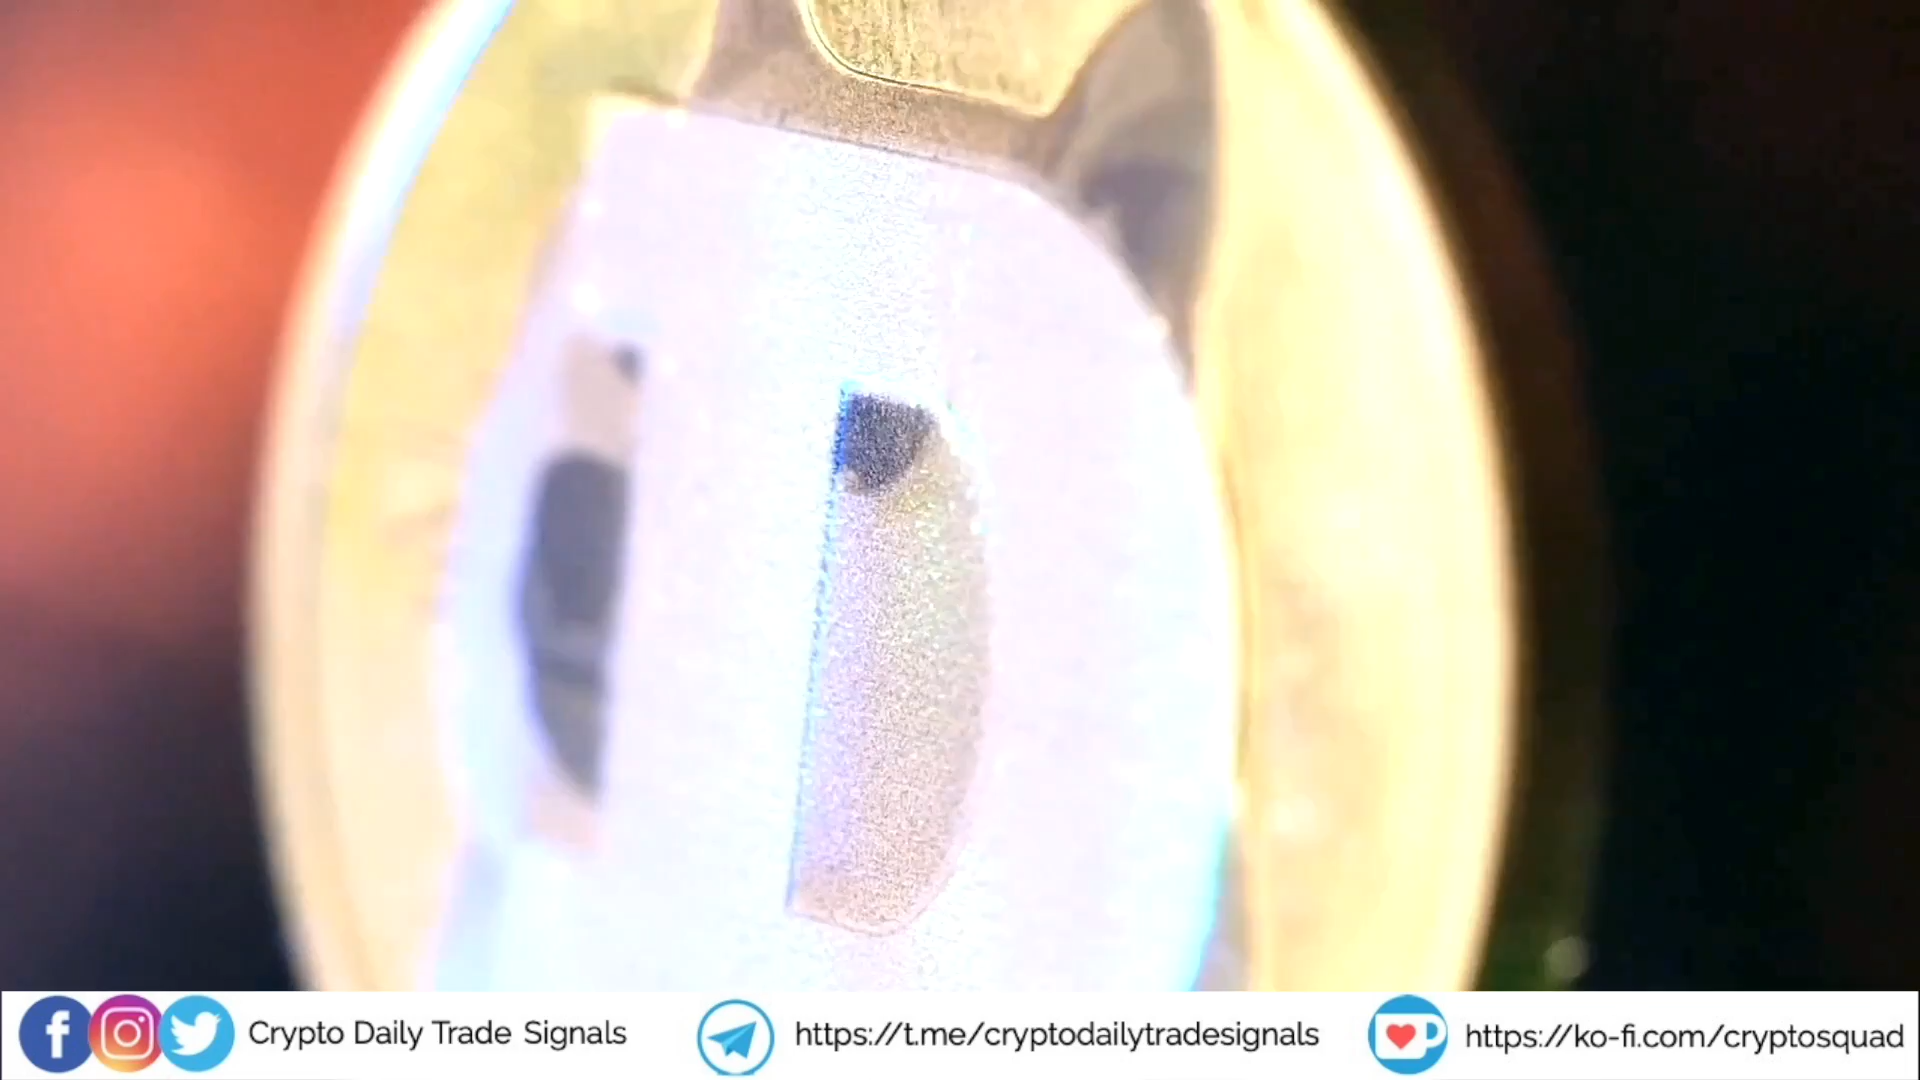 Crypto Daily Trade Signals
https://t.me/cryptodailytradesignals
https://ko-fi.com/cryptosquad